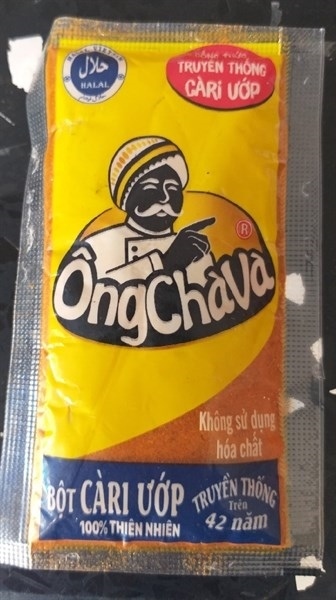 حلال
HALAL
TRUYỀN THỐNG
CÀRI ƯỚP
ÔngChàvà
®
Không sử dụng
hóa chất
BỘT CÀRI ƯỚP
100% THIÊN NHIÊN
TRUYỀN THỐNG
Trên
42 năm